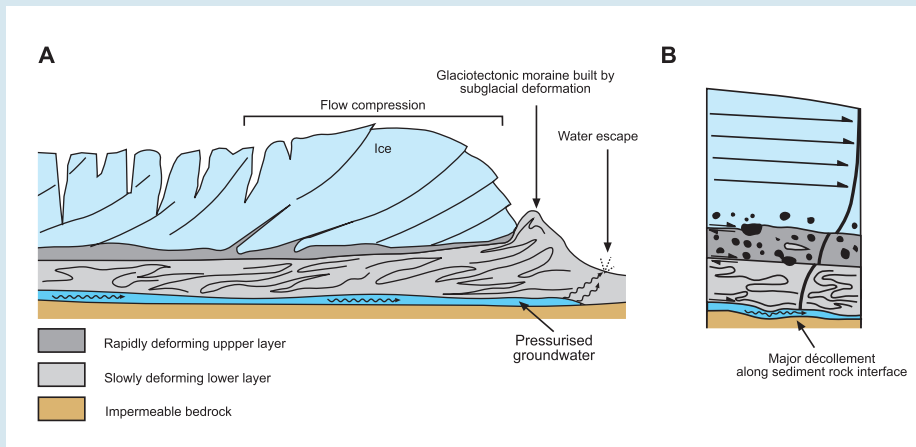 A
B
Glaciotectonic moraine built by
subglacial deformation
Flow compression
Water escape
Ice
Pressurised
groundwater
Rapidly deforming uppper layer
Slowly deforming lower layer
Impermeable bedrock
Major décollement
along sediment rock interface